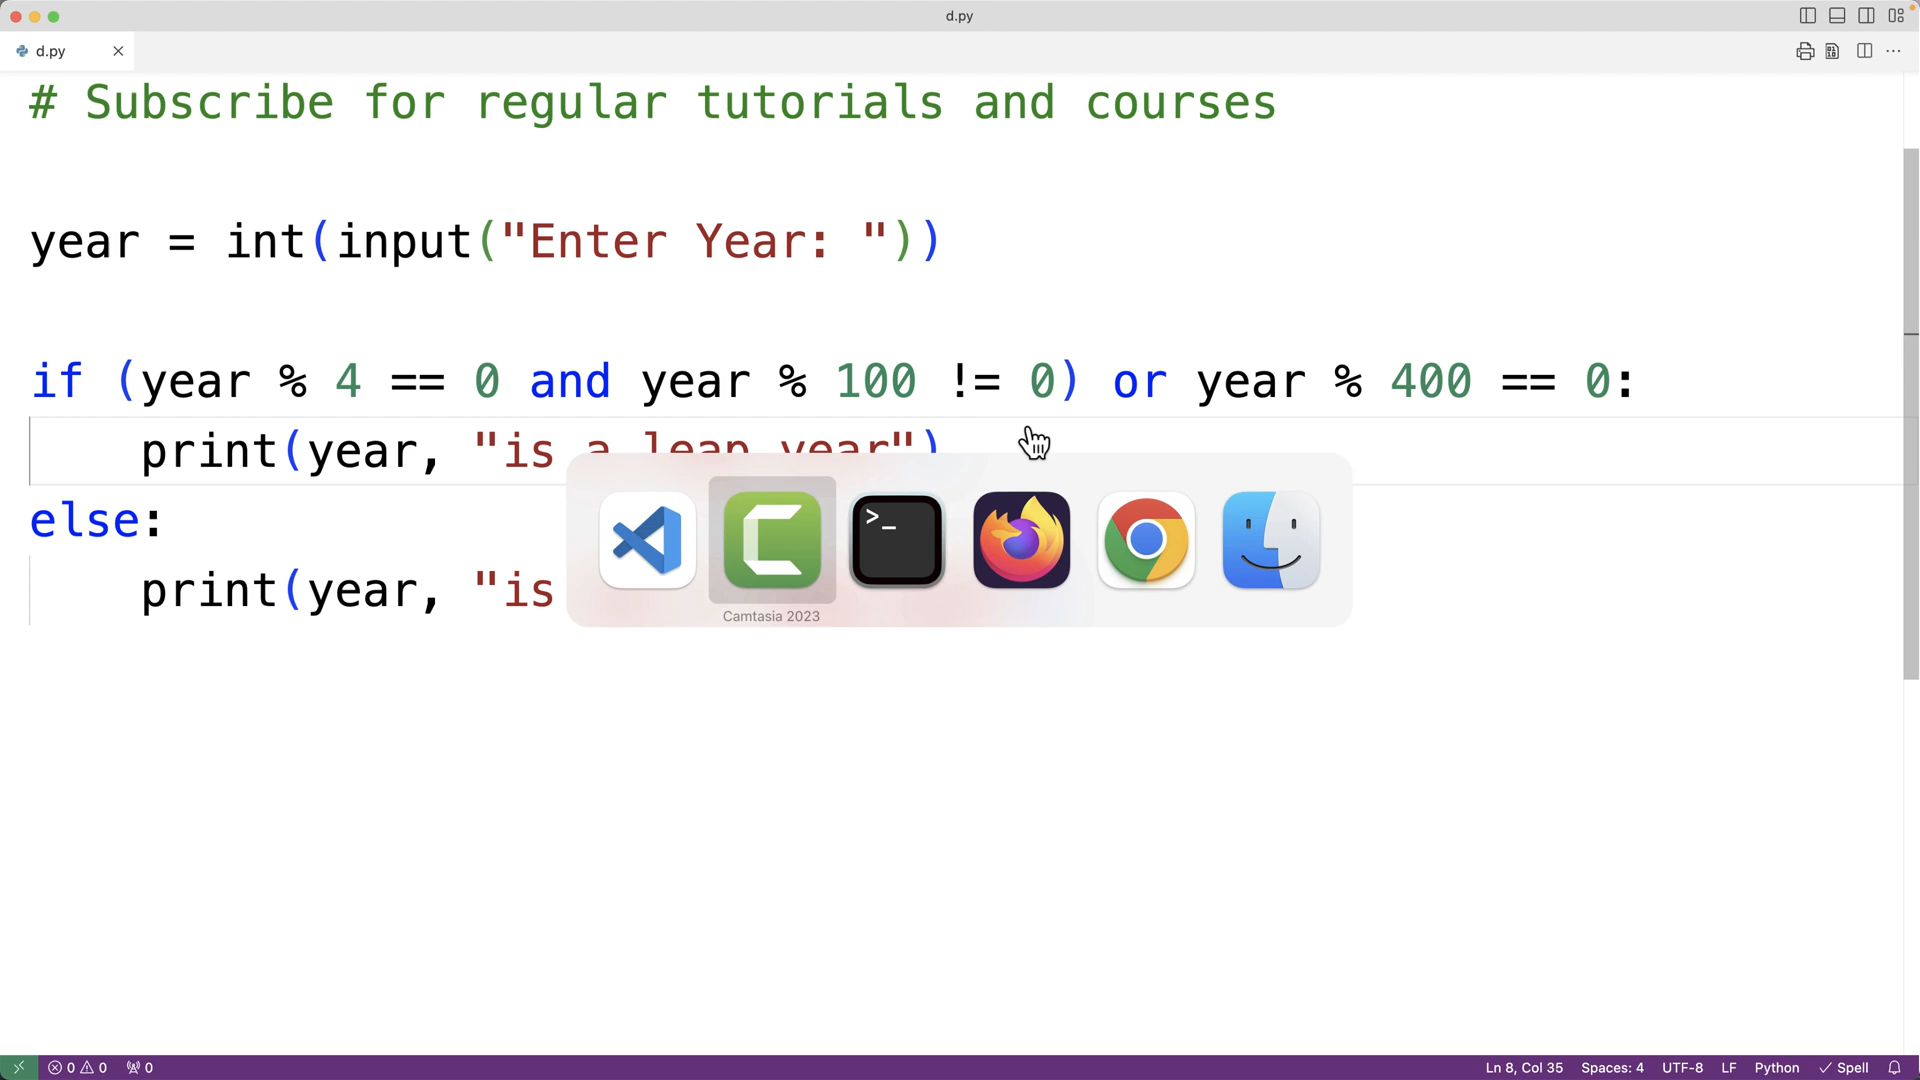 d.py
d.py
# Subscribe for regular tutorials and courses
year = int(input("Enter Year: "))
if (year % 4 == 0 and year % 100 != 0) or year % 400 == 0:
print(year, "is a leap year")
else:
print(year, "is
Camtasia 2023
0 0 0 Ln 8, Col 35 Spaces: 4 UTF-8 LF Python Spell